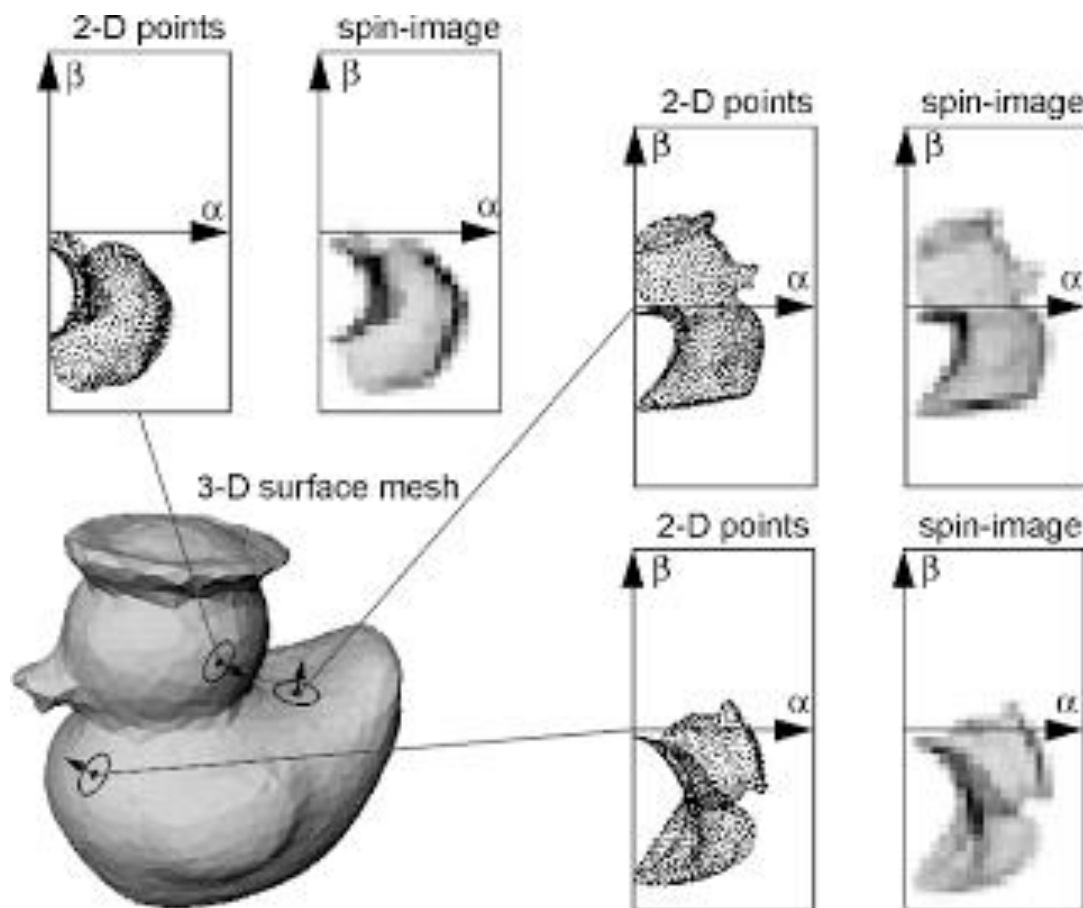 2-D points
spin-image
β
β
α
α
2-D points
spin-image
β
β
α
α
3-D surface mesh
2-D points
spin-image
β
β
α
α